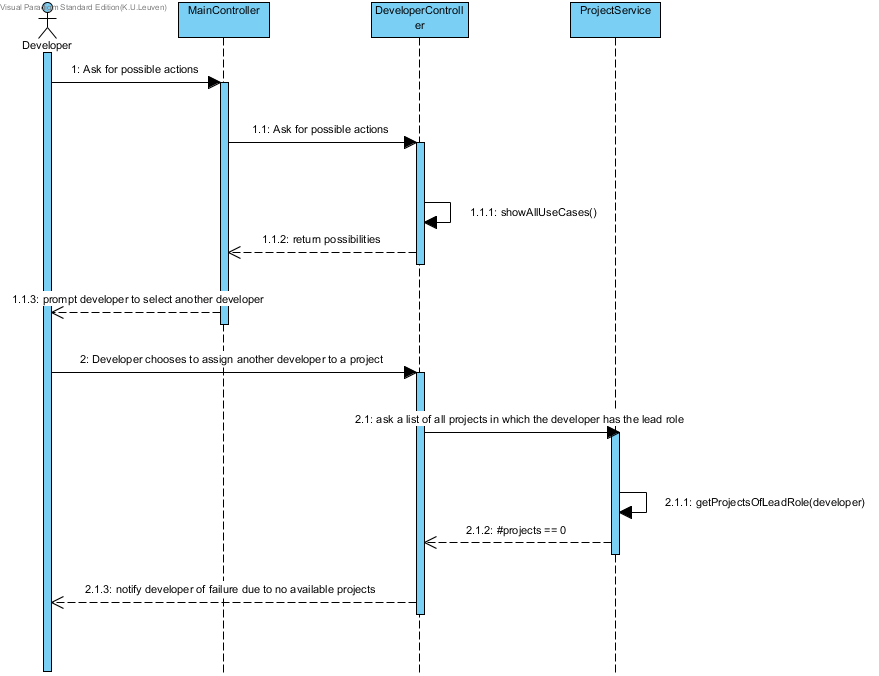 Visual Paradigm Standard Edition(K.U.Leuven)
MainController
DeveloperControll
er
ProjectService
Developer
1: Ask for possible actions
1.1: Ask for possible actions
1.1.1: showAllUseCases()
1.1.2: return possibilities
1.1.3: prompt developer to select another developer
2: Developer chooses to assign another developer to a project
2.1: ask a list of all projects in which the developer has the lead role
2.1.1: getProjectsOfLeadRole(developer)
2.1.2: #projects == 0
2.1.3: notify developer of failure due to no available projects